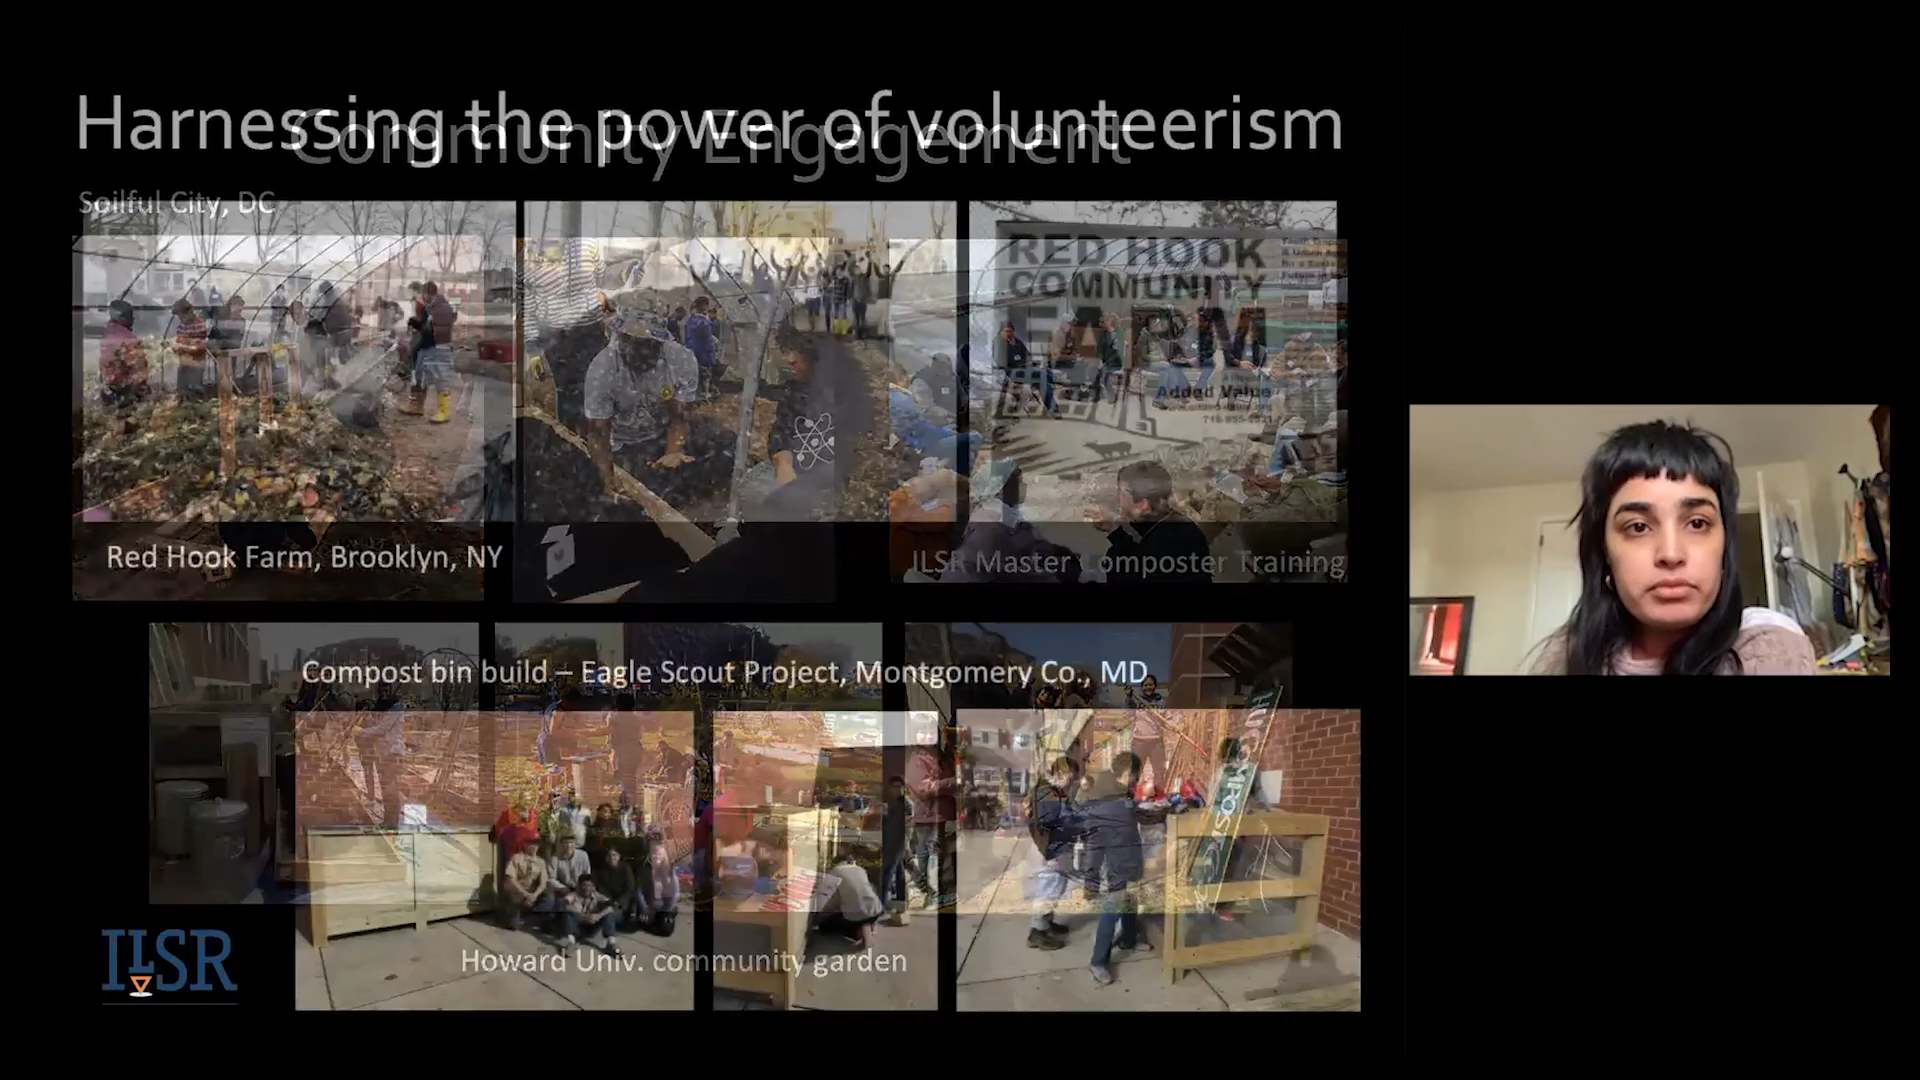 Harnessing the power of volunteerism
Community Engagement
Soilful City, DC
RED HOOK
COMMUNITY
FARM
Added Value
Red Hook Farm, Brooklyn, NY
ILSR Master Composter Training
Compost bin build – Eagle Scout Project, Montgomery Co., MD
Howard Univ. community garden
ILSR